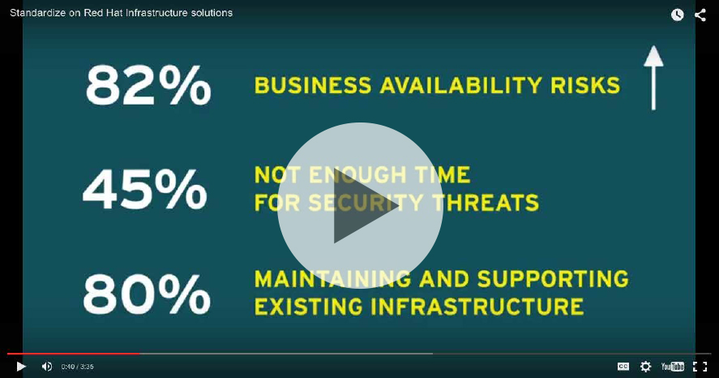 Standardize on Red Hat Infrastructure solutions
82% BUSINESS AVAILABILITY RISKS
45% NOT ENOUGH TIME
FOR SECURITY THREATS
80% MAINTAINING AND SUPPORTING
EXISTING INFRASTRUCTURE
0:40 / 3:35
CC
YouTube